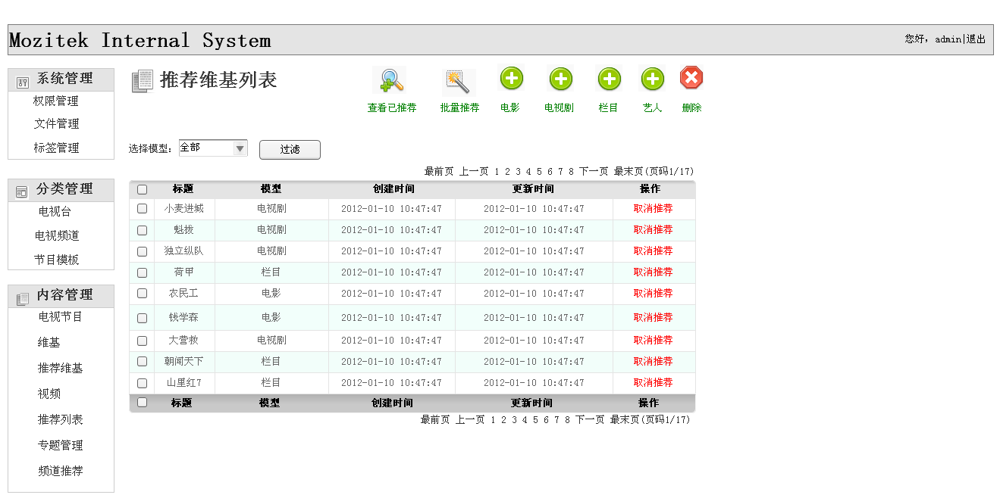 Mozitek Internal System
您好，admin|退出
系统管理
权限管理
文件管理
标签管理
分类管理
电视台
电视频道
节目模板
内容管理
电视节目
维基
推荐维基
视频
推荐列表
专题管理
频道推荐
推荐维基列表
查看已推荐 批量推荐 电影 电视剧 栏目 艺人 删除
选择模型: 全部 过滤
最前页 上一页 1 2 3 4 5 6 7 8 下一页 最末页(页码1/17)
标题 模型 创建时间 更新时间 操作
小麦进城 电视剧 2012-01-10 10:47:47 2012-01-10 10:47:47 取消推荐
魁拔 电视剧 2012-01-10 10:47:47 2012-01-10 10:47:47 取消推荐
独立纵队 电视剧 2012-01-10 10:47:47 2012-01-10 10:47:47 取消推荐
荷甲 栏目 2012-01-10 10:47:47 2012-01-10 10:47:47 取消推荐
农民工 电影 2012-01-10 10:47:47 2012-01-10 10:47:47 取消推荐
钱学森 电影 2012-01-10 10:47:47 2012-01-10 10:47:47 取消推荐
大营救 电视剧 2012-01-10 10:47:47 2012-01-10 10:47:47 取消推荐
朝闻天下 栏目 2012-01-10 10:47:47 2012-01-10 10:47:47 取消推荐
山里红7 栏目 2012-01-10 10:47:47 2012-01-10 10:47:47 取消推荐
标题 模型 创建时间 更新时间 操作
最前页 上一页 1 2 3 4 5 6 7 8 下一页 最末页(页码1/17)